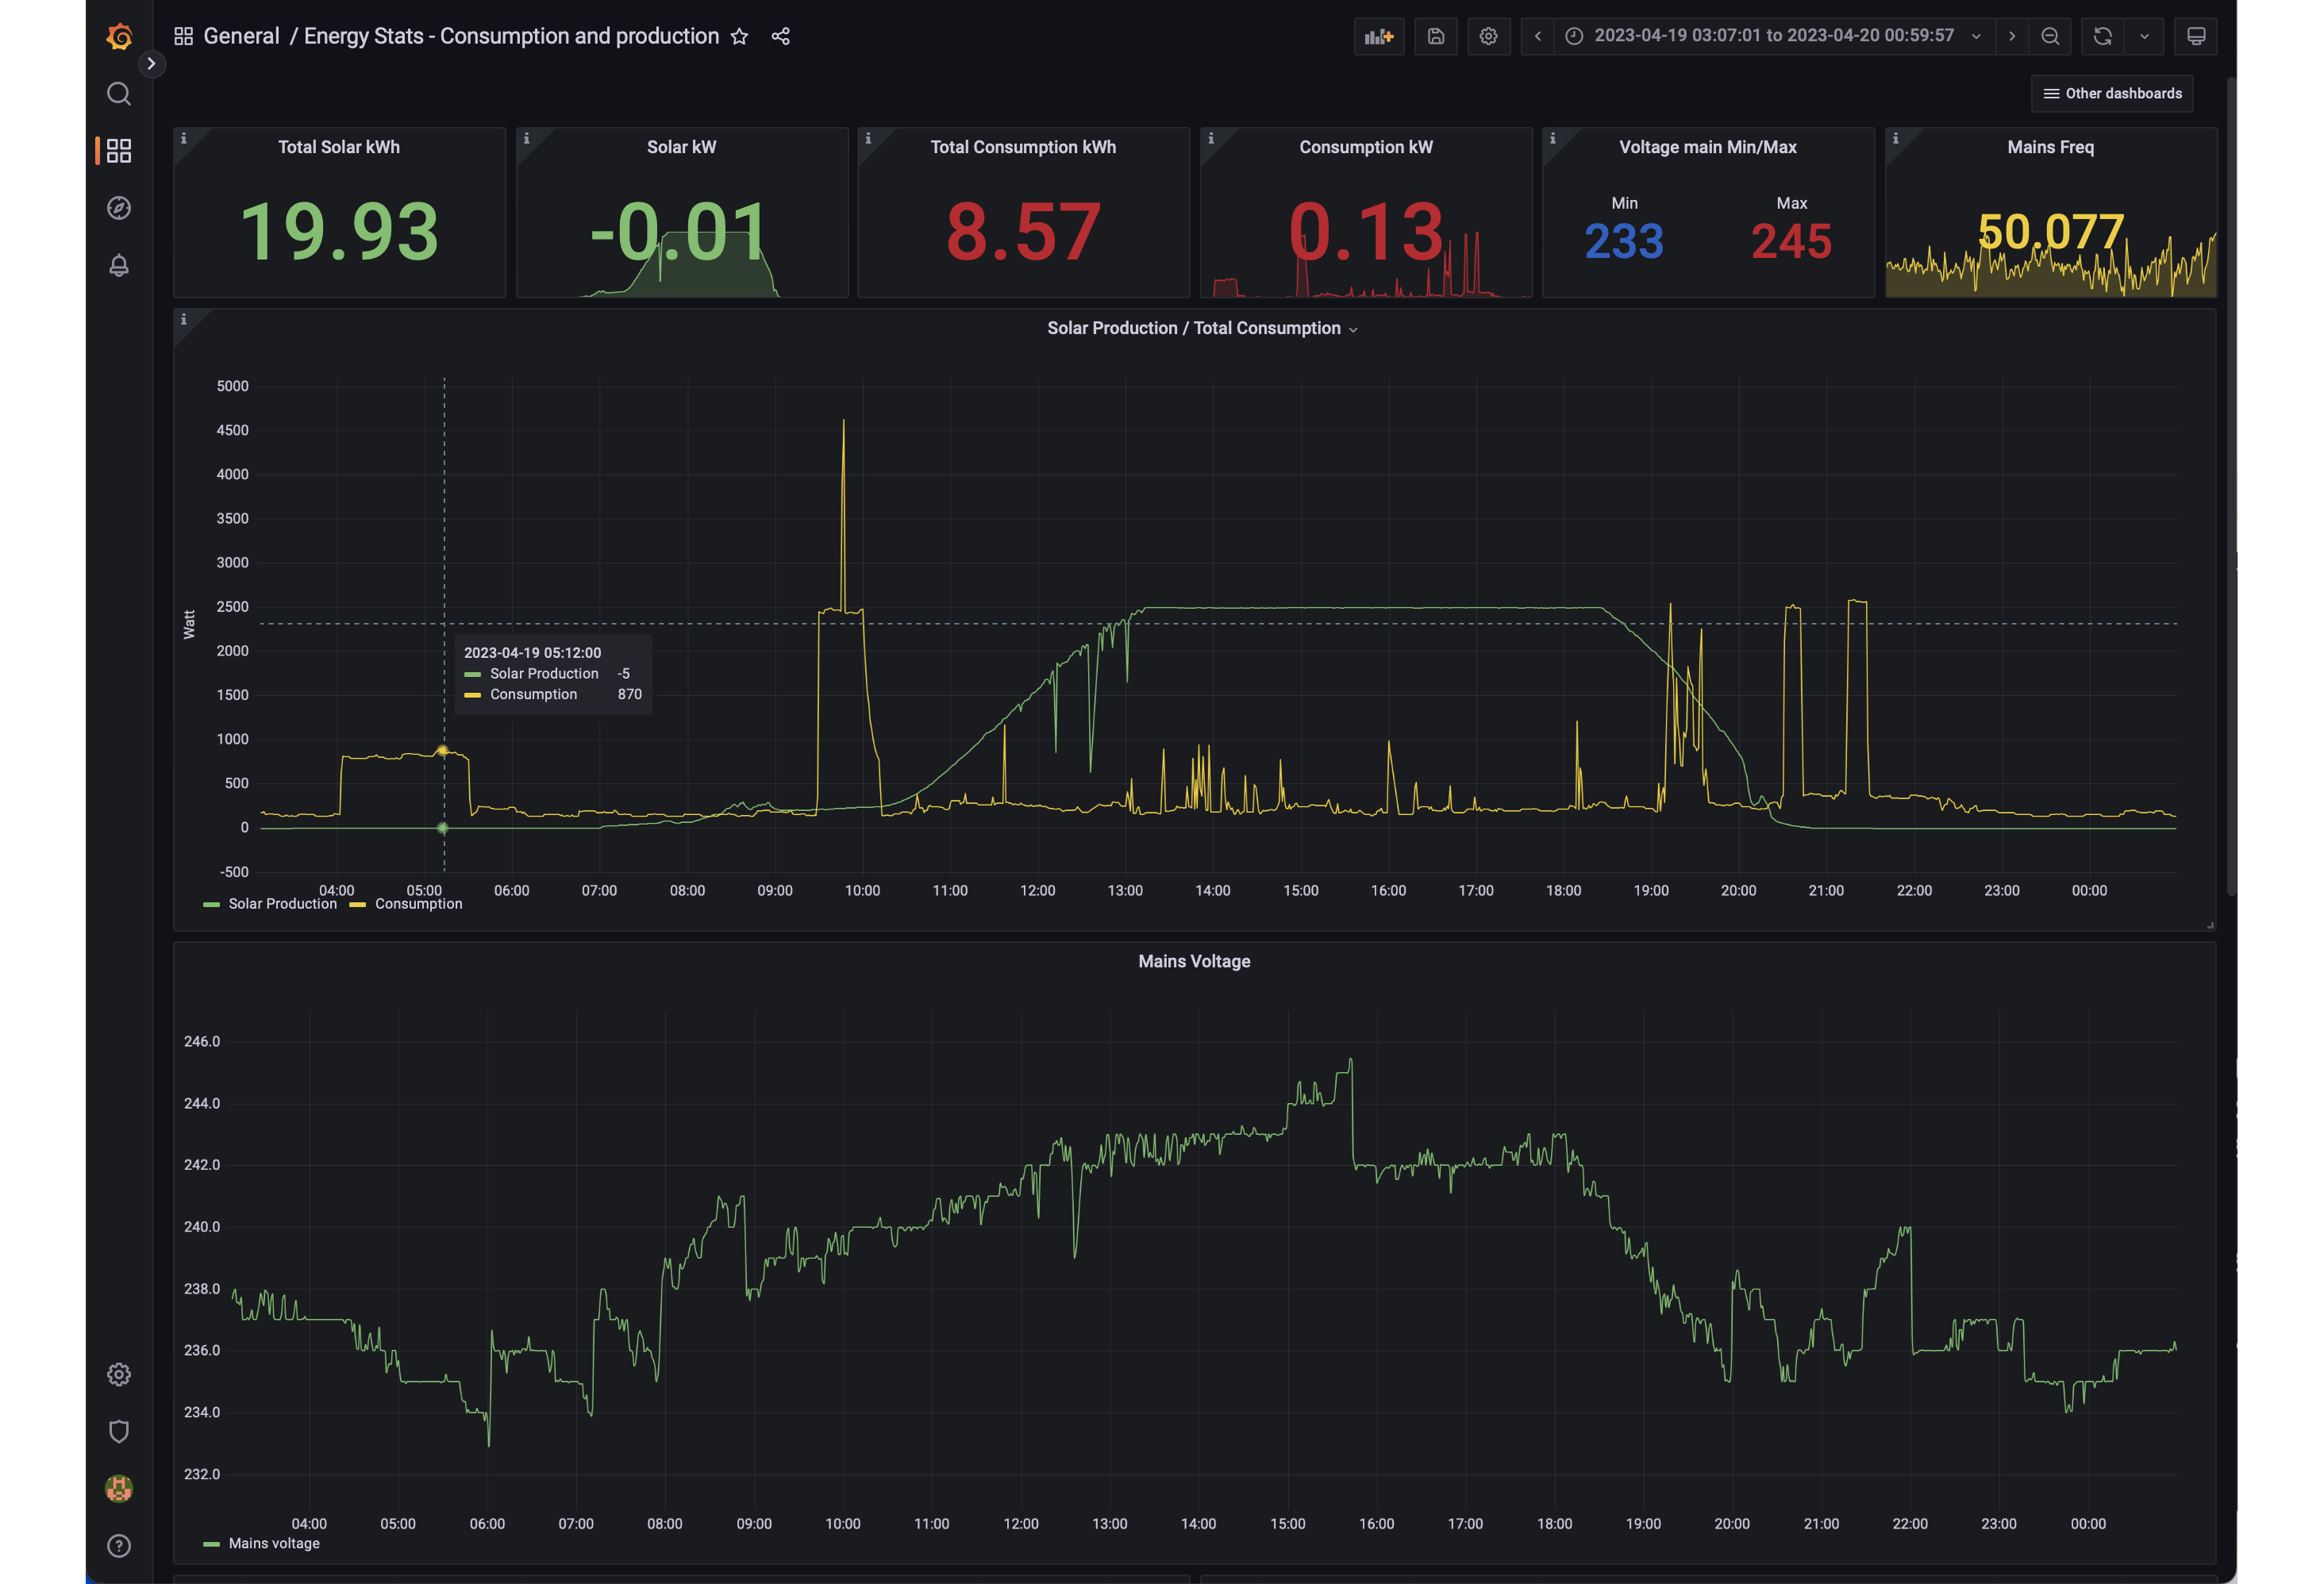 General / Energy Stats - Consumption and production
2023-04-19 03:07:01 to 2023-04-20 00:59:57
Other dashboards
Total Solar kWh
19.93
Solar kW
-0.01
Total Consumption kWh
8.57
Consumption kW
0.13
Voltage main Min/Max
Min Max
233 245
Mains Freq
50.077
Solar Production / Total Consumption
Watt
5000
4500
4000
3500
3000
2500
2000
1500
1000
500
0
-500
2023-04-19 05:12:00
Solar Production -5
Consumption 870
04:00 05:00 06:00 07:00 08:00 09:00 10:00 11:00 12:00 13:00 14:00 15:00 16:00 17:00 18:00 19:00 20:00 21:00 22:00 23:00 00:00
Solar Production Consumption
Mains Voltage
246.0
244.0
242.0
240.0
238.0
236.0
234.0
232.0
04:00 05:00 06:00 07:00 08:00 09:00 10:00 11:00 12:00 13:00 14:00 15:00 16:00 17:00 18:00 19:00 20:00 21:00 22:00 23:00 00:00
Mains voltage